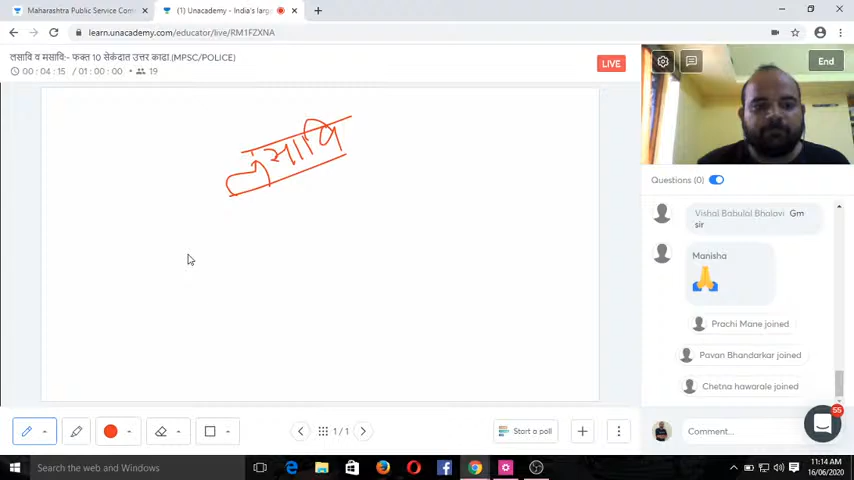 Maharashtra Public Service Com
(1) Unacademy - India's larg
learn.unacademy.com/educator/live/RM1FZXNA
लसावि व मसाविः- फक्त 10 सेकंदात उत्तर काढा.(MPSC/POLICE)
00 : 04 : 15 / 01 : 00 : 00 • 19
LIVE
End
लसावि
Questions (0)
Vishal Babulal Bhalavi Gm
sir
Manisha
Prachi Mane joined
Pavan Bhandarkar joined
Chetna hawarale joined
1 / 1
Start a poll
Comment...
55
Search the web and Windows
11:14 AM
16/06/2020